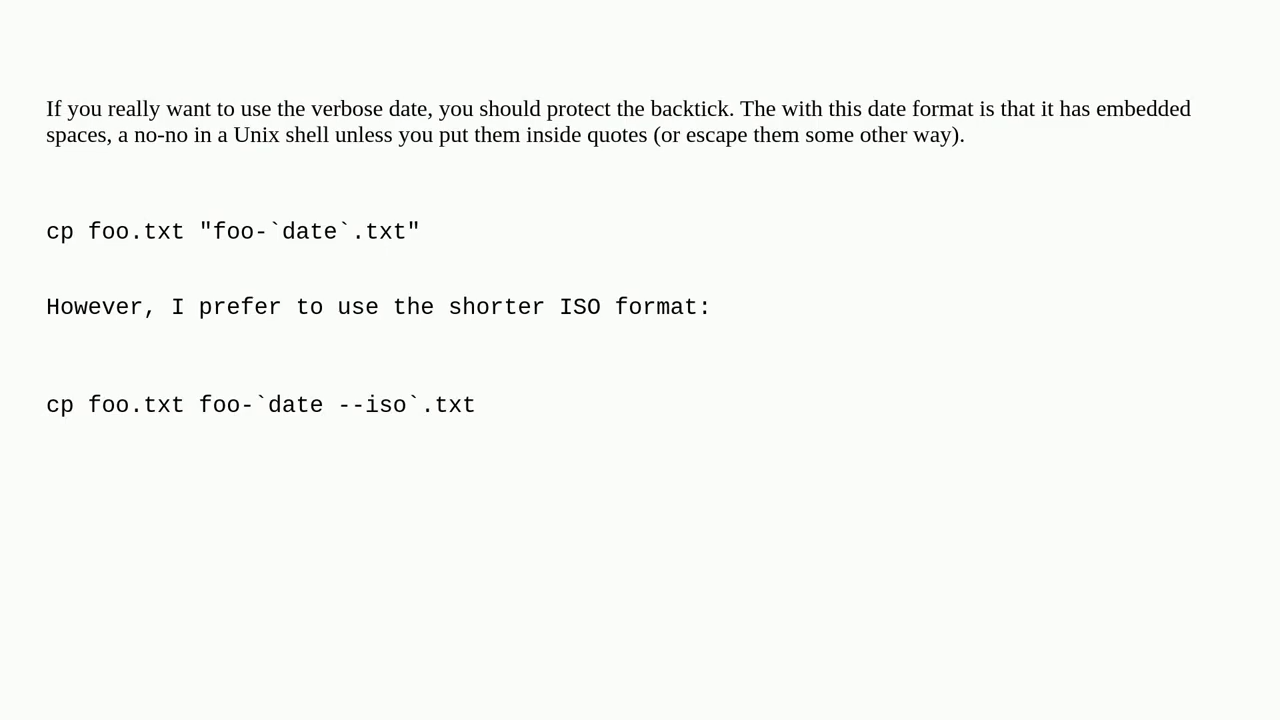 If you really want to use the verbose date, you should protect the backtick. The with this date format is that it has embedded
spaces, a no-no in a Unix shell unless you put them inside quotes (or escape them some other way).
cp foo.txt "foo-`date`.txt"
However, I prefer to use the shorter ISO format:
cp foo.txt foo-`date --iso`.txt